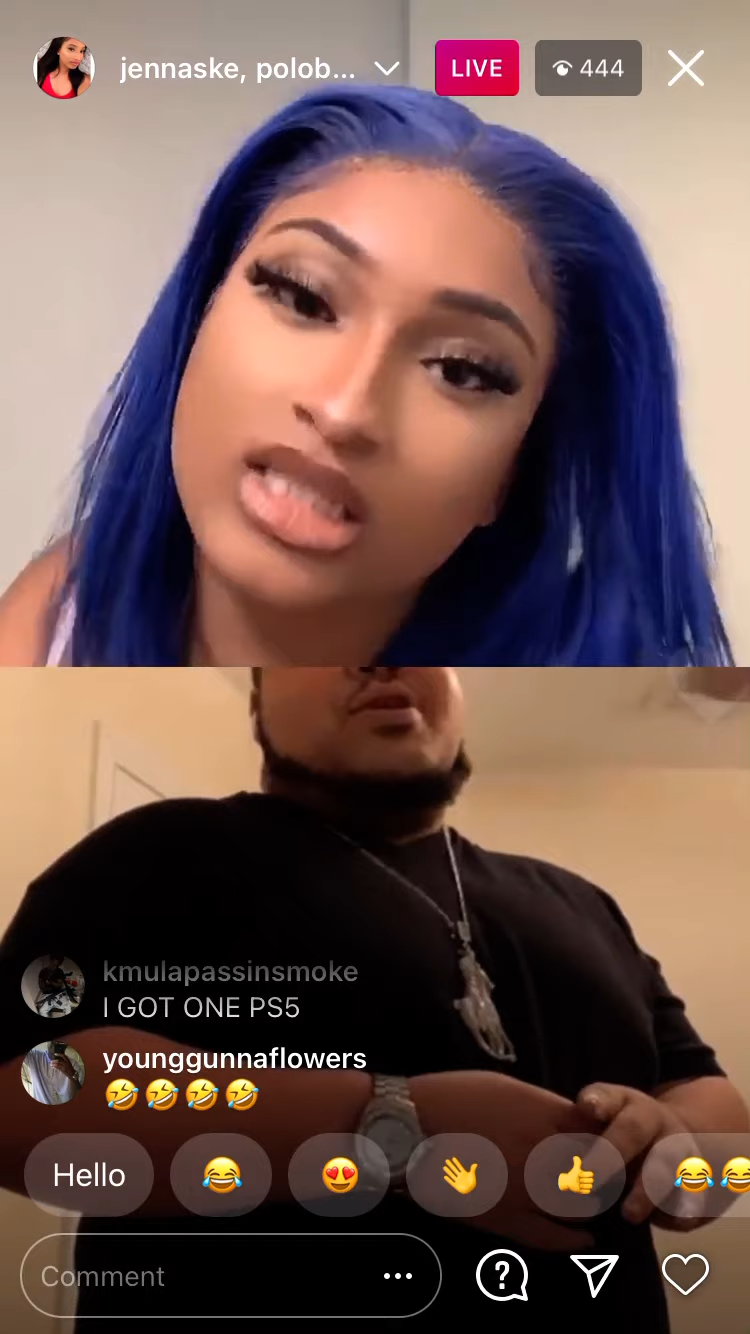 jennaske, polob...
LIVE
444
kmulapassinsmoke
I GOT ONE PS5
younggunnaflowers
🤣🤣🤣🤣
Hello 😂 😍 👋 👍 😂😂
Comment